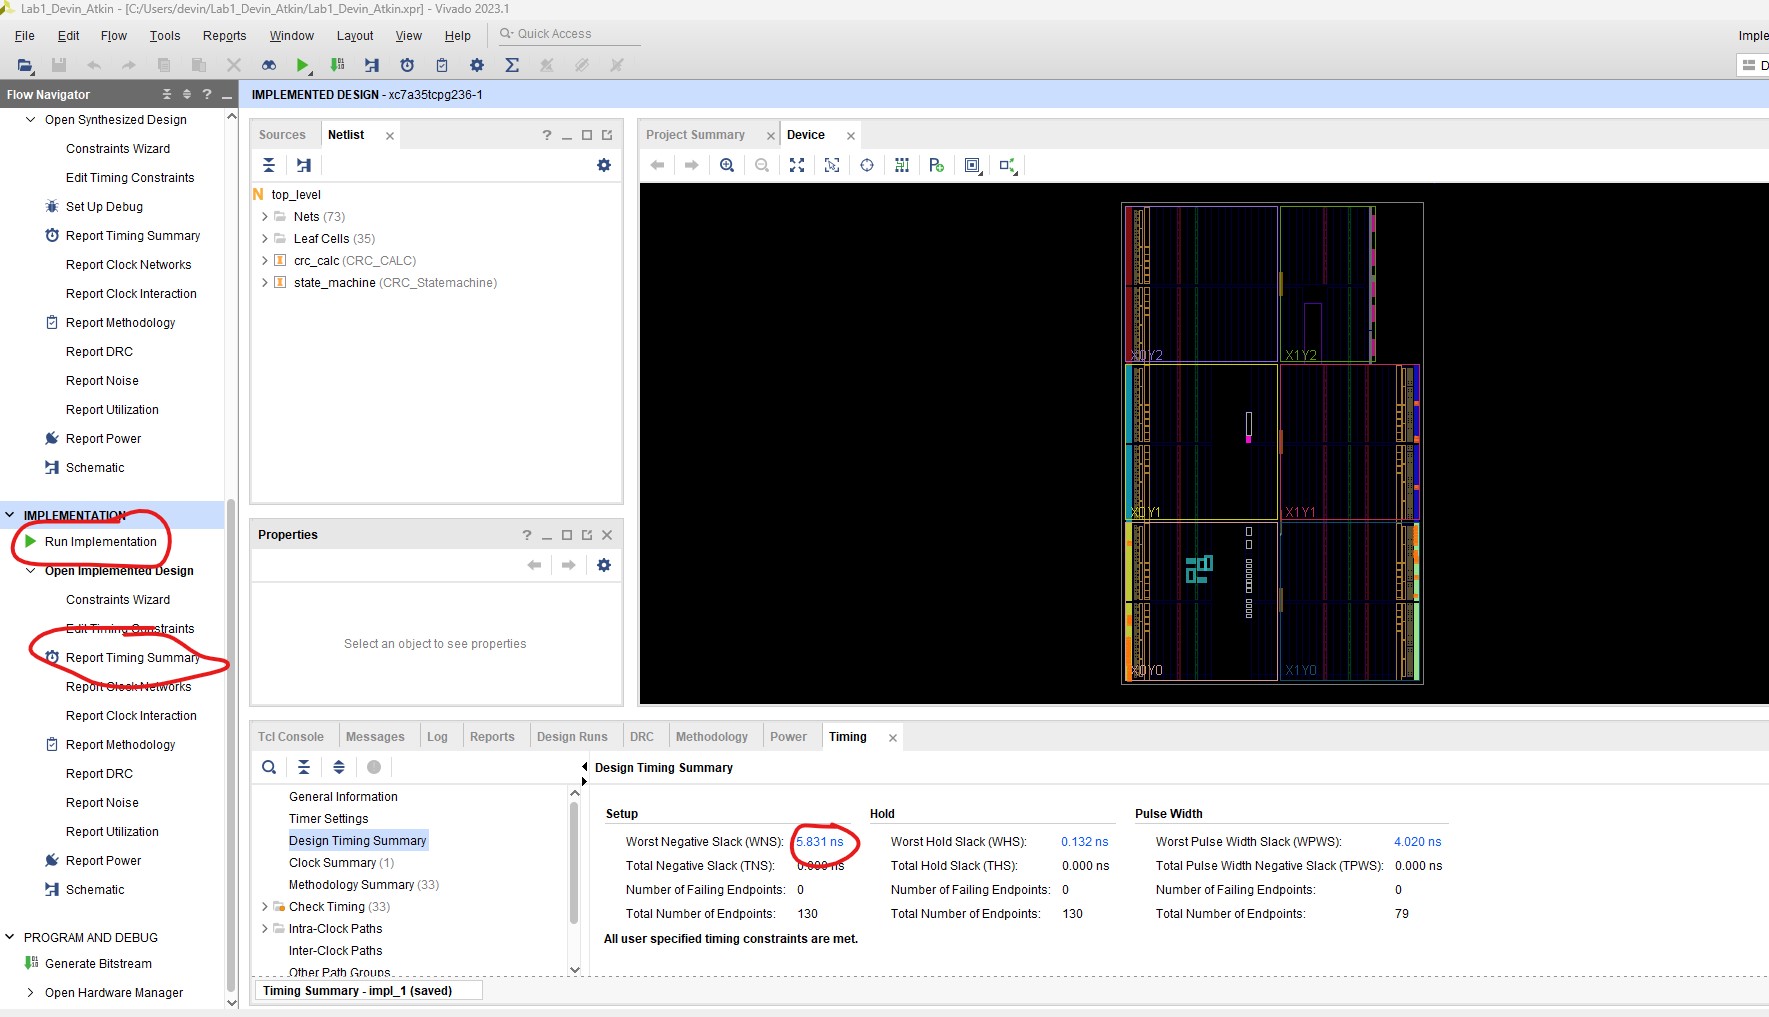 Lab1_Devin_Atkin - [C:/Users/devin/Lab1_Devin_Atkin/Lab1_Devin_Atkin.xpr] - Vivado 2023.1
File Edit Flow Tools Reports Window Layout View Help Quick Access
Flow Navigator
Open Synthesized Design
Constraints Wizard
Edit Timing Constraints
Set Up Debug
Report Timing Summary
Report Clock Networks
Report Clock Interaction
Report Methodology
Report DRC
Report Noise
Report Utilization
Report Power
Schematic
IMPLEMENTATION
Run Implementation
Open Implemented Design
Constraints Wizard
Edit Timing Constraints
Report Timing Summary
Report Clock Networks
Report Clock Interaction
Report Methodology
Report DRC
Report Noise
Report Utilization
Report Power
Schematic
PROGRAM AND DEBUG
Generate Bitstream
Open Hardware Manager
IMPLEMENTED DESIGN - xc7a35tcpg236-1
Sources Netlist
top_level
Nets (73)
Leaf Cells (35)
crc_calc (CRC_CALC)
state_machine (CRC_Statemachine)
Properties
Select an object to see properties
Project Summary Device
X0Y2 X1Y2
X0Y1 X1Y1
X0Y0 X1Y0
Tcl Console Messages Log Reports Design Runs DRC Methodology Power Timing
General Information
Timer Settings
Design Timing Summary
Clock Summary (1)
Methodology Summary (33)
Check Timing (33)
Intra-Clock Paths
Inter-Clock Paths
Other Path Groups
Design Timing Summary
Setup Hold Pulse Width
Worst Negative Slack (WNS): 5.831 ns Worst Hold Slack (WHS): 0.132 ns Worst Pulse Width Slack (WPWS): 4.020 ns
Total Negative Slack (TNS): 0.000 ns Total Hold Slack (THS): 0.000 ns Total Pulse Width Negative Slack (TPWS): 0.000 ns
Number of Failing Endpoints: 0 Number of Failing Endpoints: 0 Number of Failing Endpoints: 0
Total Number of Endpoints: 130 Total Number of Endpoints: 130 Total Number of Endpoints: 79
All user specified timing constraints are met.
Timing Summary - impl_1 (saved)